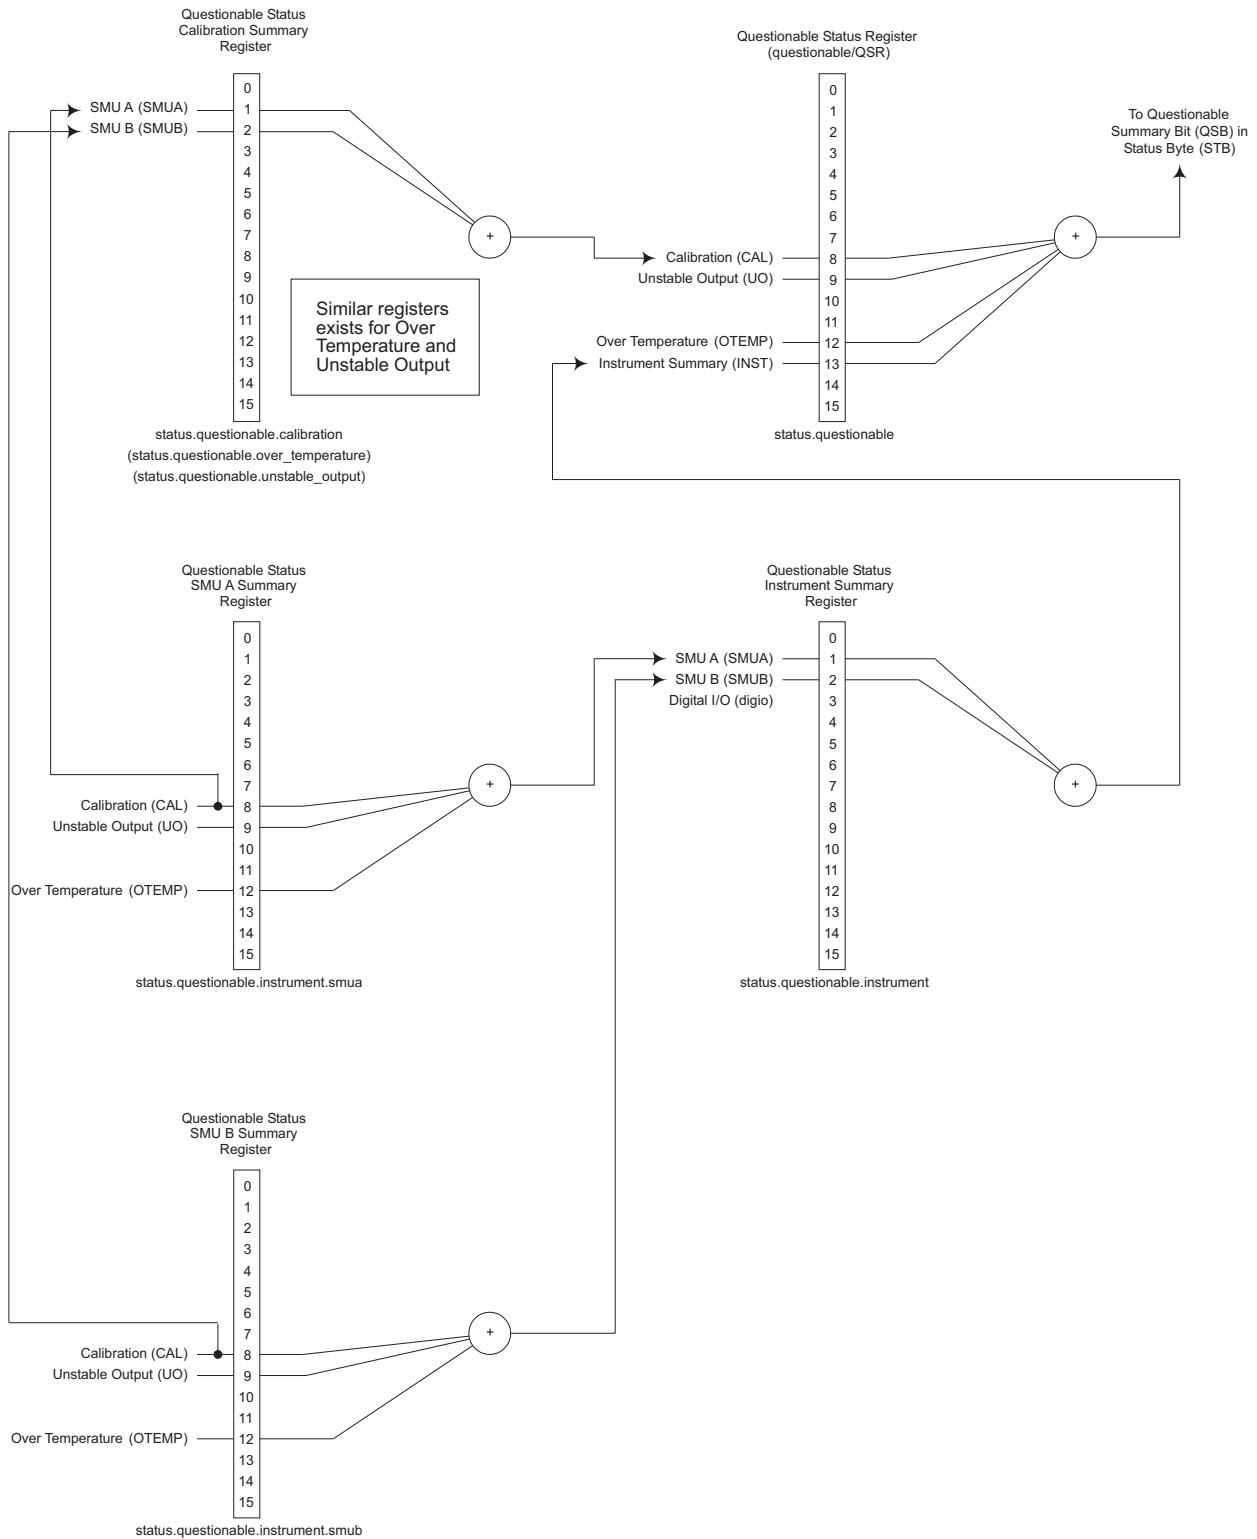 Questionable Status
Calibration Summary
Register
SMU A (SMUA)
SMU B (SMUB)
0
1
2
3
4
5
6
7
8
9
10
11
12
13
14
15
+
Similar registers
exists for Over
Temperature and
Unstable Output
status.questionable.calibration
(status.questionable.over_temperature)
(status.questionable.unstable_output)
Questionable Status Register
(questionable/QSR)
Calibration (CAL)
Unstable Output (UO)
Over Temperature (OTEMP)
Instrument Summary (INST)
0
1
2
3
4
5
6
7
8
9
10
11
12
13
14
15
+
status.questionable
To Questionable
Summary Bit (QSB) in
Status Byte (STB)
Questionable Status
SMU A Summary
Register
Calibration (CAL)
Unstable Output (UO)
Over Temperature (OTEMP)
0
1
2
3
4
5
6
7
8
9
10
11
12
13
14
15
+
status.questionable.instrument.smua
Questionable Status
Instrument Summary
Register
SMU A (SMUA)
SMU B (SMUB)
Digital I/O (digio)
0
1
2
3
4
5
6
7
8
9
10
11
12
13
14
15
+
status.questionable.instrument
Questionable Status
SMU B Summary
Register
Calibration (CAL)
Unstable Output (UO)
Over Temperature (OTEMP)
0
1
2
3
4
5
6
7
8
9
10
11
12
13
14
15
+
status.questionable.instrument.smub